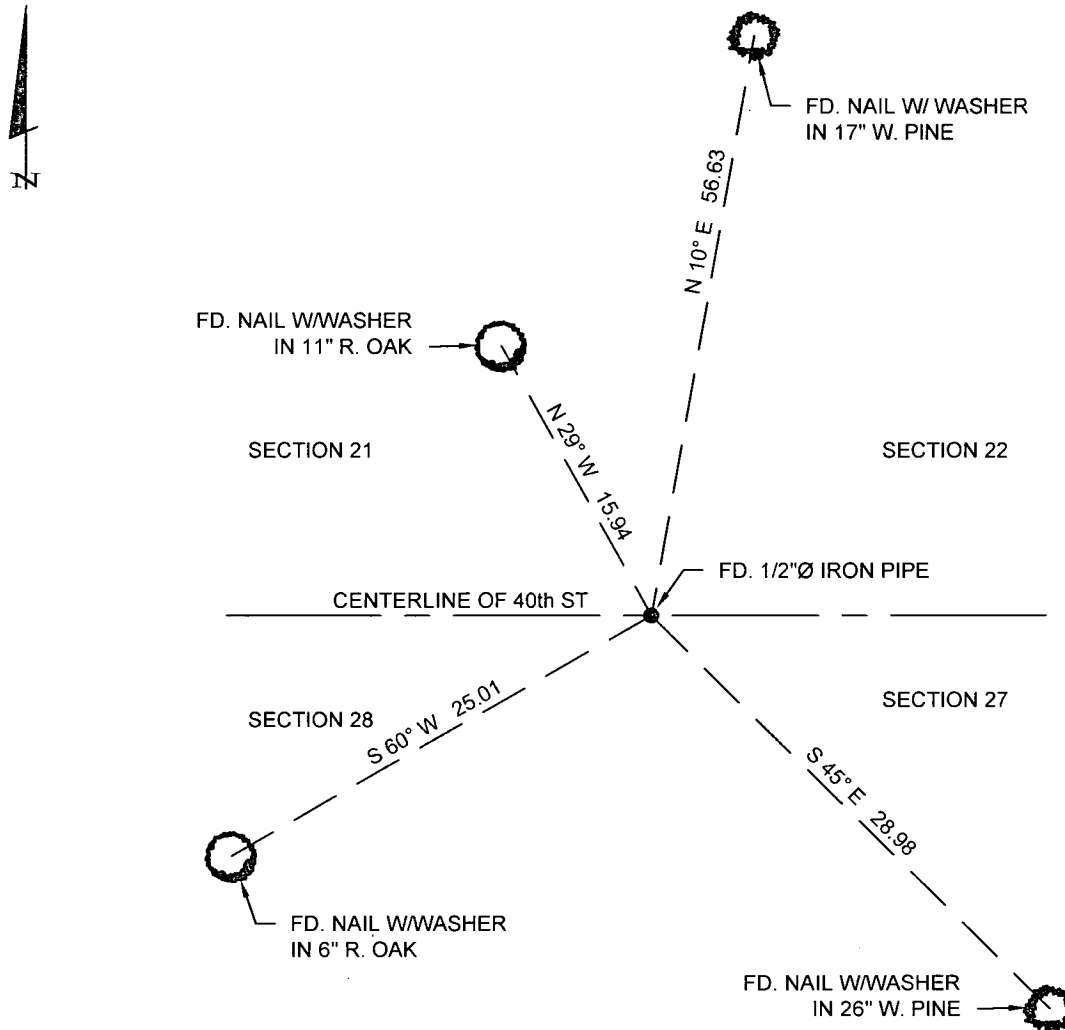 N
FD. NAIL W/ WASHER
IN 17" W. PINE
N 10° E 56.63
FD. NAIL W/WASHER
IN 11" R. OAK
N 29° W 15.94
SECTION 21
SECTION 22
FD. 1/2"Ø IRON PIPE
CENTERLINE OF 40th ST
SECTION 28
S 60° W 25.01
SECTION 27
S 45° E 28.98
FD. NAIL W/WASHER
IN 6" R. OAK
FD. NAIL W/WASHER
IN 26" W. PINE